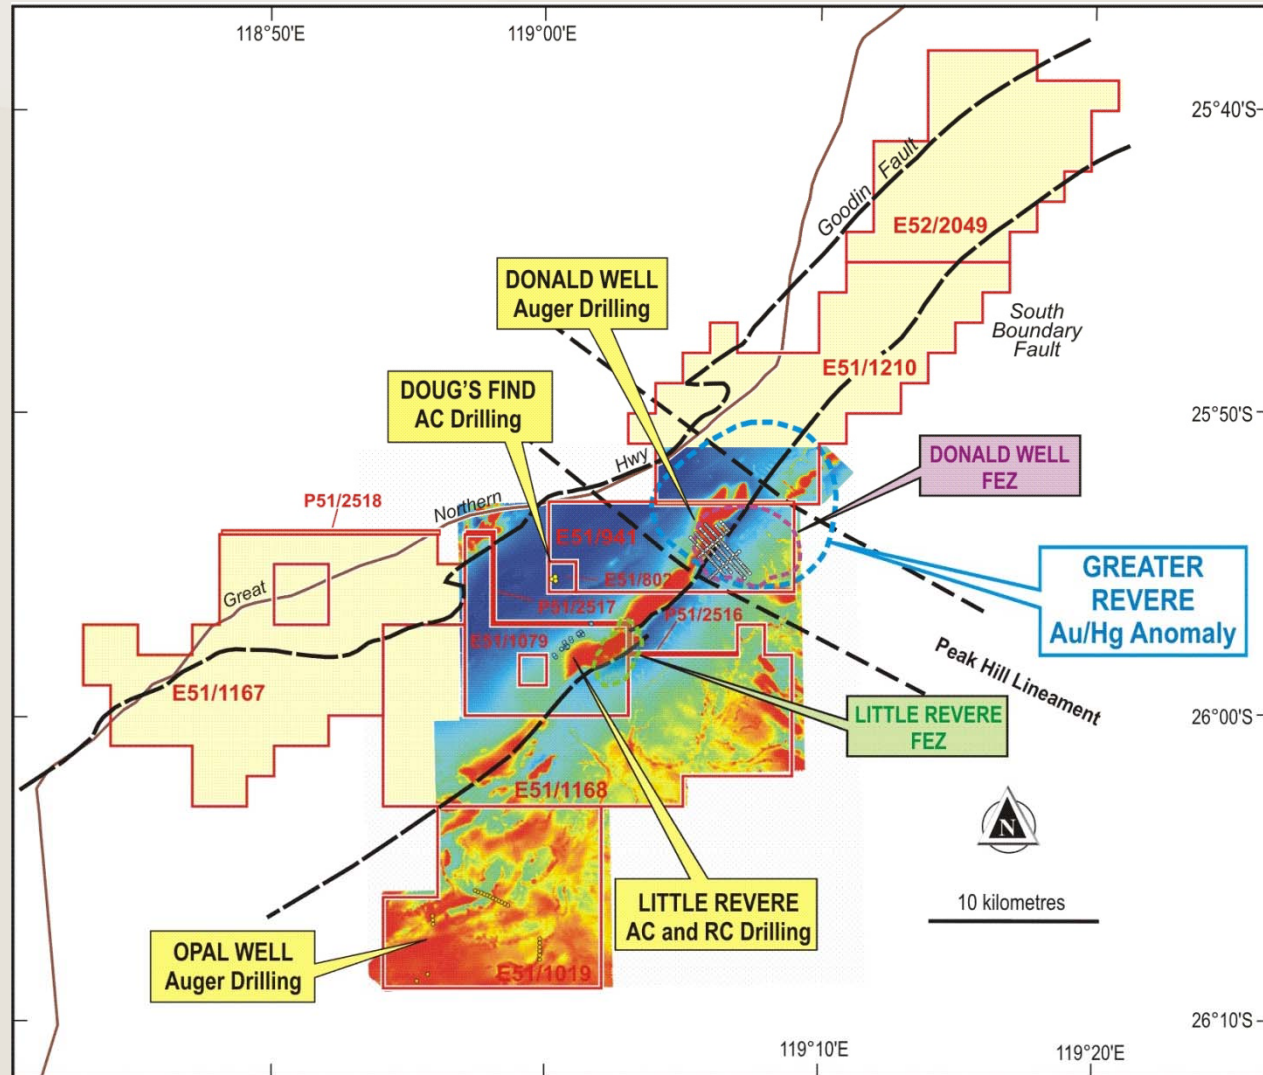 118°50'E
119°00'E
25°40'S
Goodin Fault
E52/2049
DONALD WELL
Auger Drilling
South
Boundary
Fault
E51/1210
DOUG'S FIND
AC Drilling
25°50'S
Hwy
DONALD WELL
FEZ
P51/2518
Northern
E51/941
GREATER
REVERE
Au/Hg Anomaly
E51/802
Great
P51/2517
P51/2516
E51/1079
Peak Hill Lineament
E51/1167
LITTLE REVERE
FEZ
26°00'S
E51/1168
N
LITTLE REVERE
AC and RC Drilling
10 kilometres
OPAL WELL
Auger Drilling
E51/1019
26°10'S
119°10'E
119°20'E